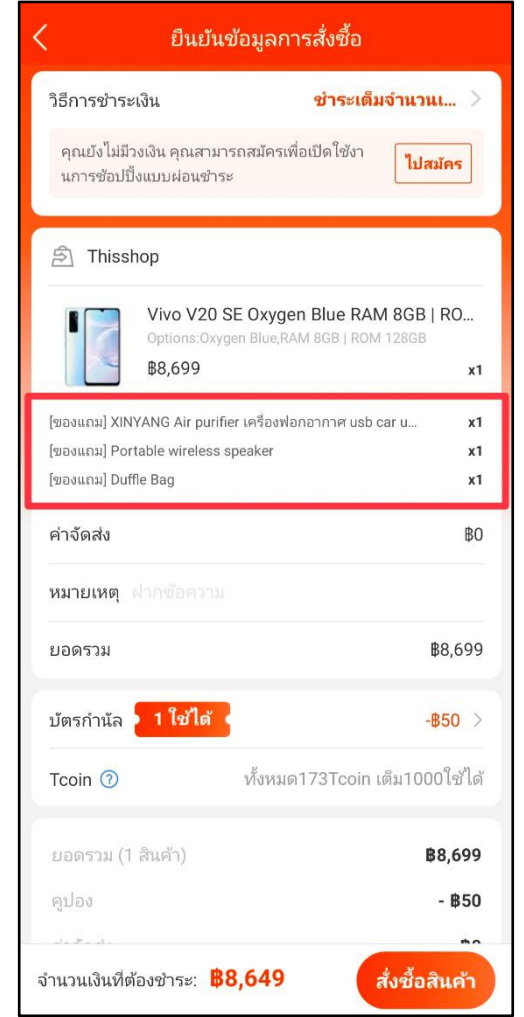 ยืนยันข้อมูลการสั่งซื้อ
วิธีการชำระเงิน ชำระเต็มจำนวนเ...
คุณยังไม่มีวงเงิน คุณสามารถสมัครเพื่อเปิดใช้งา
นการช้อปปิ้งแบบผ่อนชำระ
ไปสมัคร
Thisshop
Vivo V20 SE Oxygen Blue RAM 8GB | RO...
Options:Oxygen Blue,RAM 8GB | ROM 128GB
฿8,699 x1
[ของแถม] XINYANG Air purifier เครื่องฟอกอากาศ usb car u... x1
[ของแถม] Portable wireless speaker x1
[ของแถม] Duffle Bag x1
ค่าจัดส่ง ฿0
หมายเหตุ ฝากข้อความ
ยอดรวม ฿8,699
บัตรกำนัล 1 ใช้ได้ -฿50
Tcoin ? ทั้งหมด173Tcoin เต็ม1000ใช้ได้
ยอดรวม (1 สินค้า) ฿8,699
คูปอง - ฿50
จำนวนเงินที่ต้องชำระ: ฿8,649 สั่งซื้อสินค้า